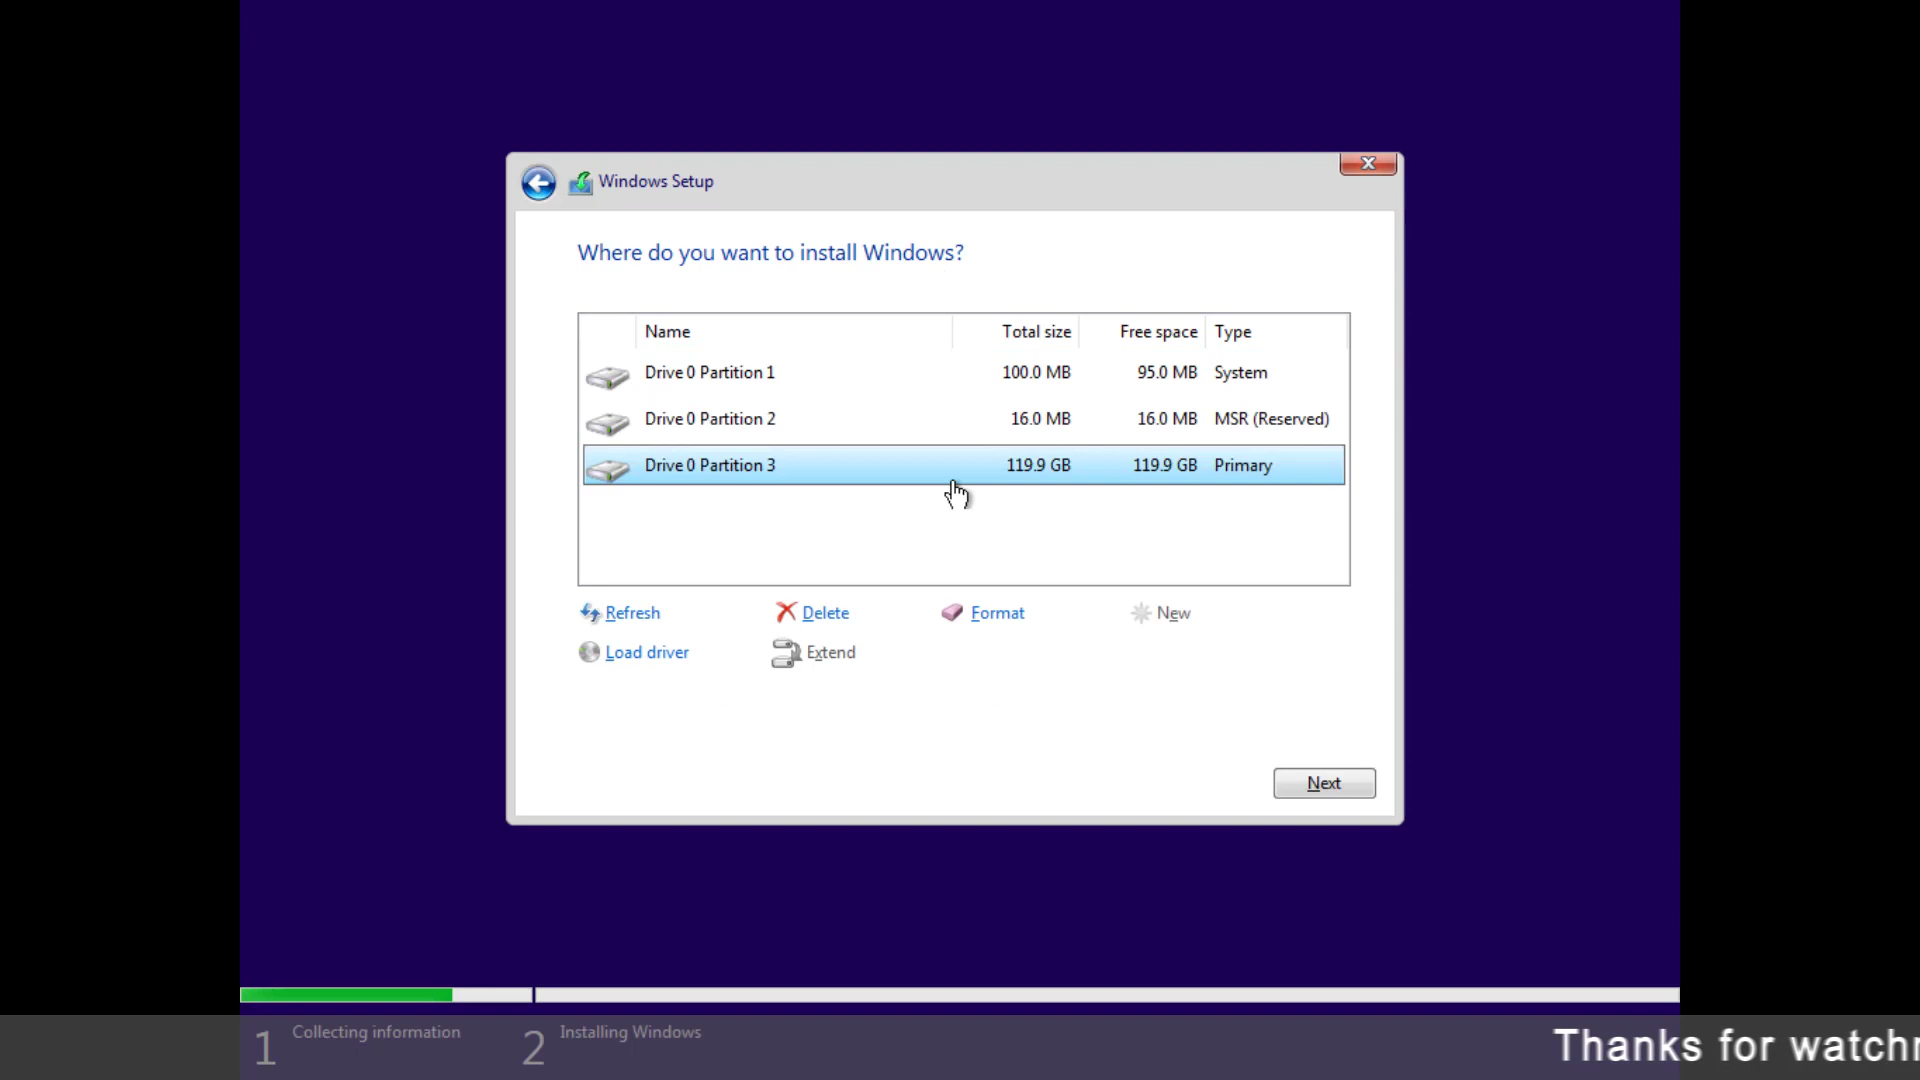 Windows Setup
Where do you want to install Windows?
Name Total size Free space Type
Drive 0 Partition 1 100.0 MB 95.0 MB System
Drive 0 Partition 2 16.0 MB 16.0 MB MSR (Reserved)
Drive 0 Partition 3 119.9 GB 119.9 GB Primary
Refresh Delete Format New
Load driver Extend
Next
1 Collecting information 2 Installing Windows
Thanks for